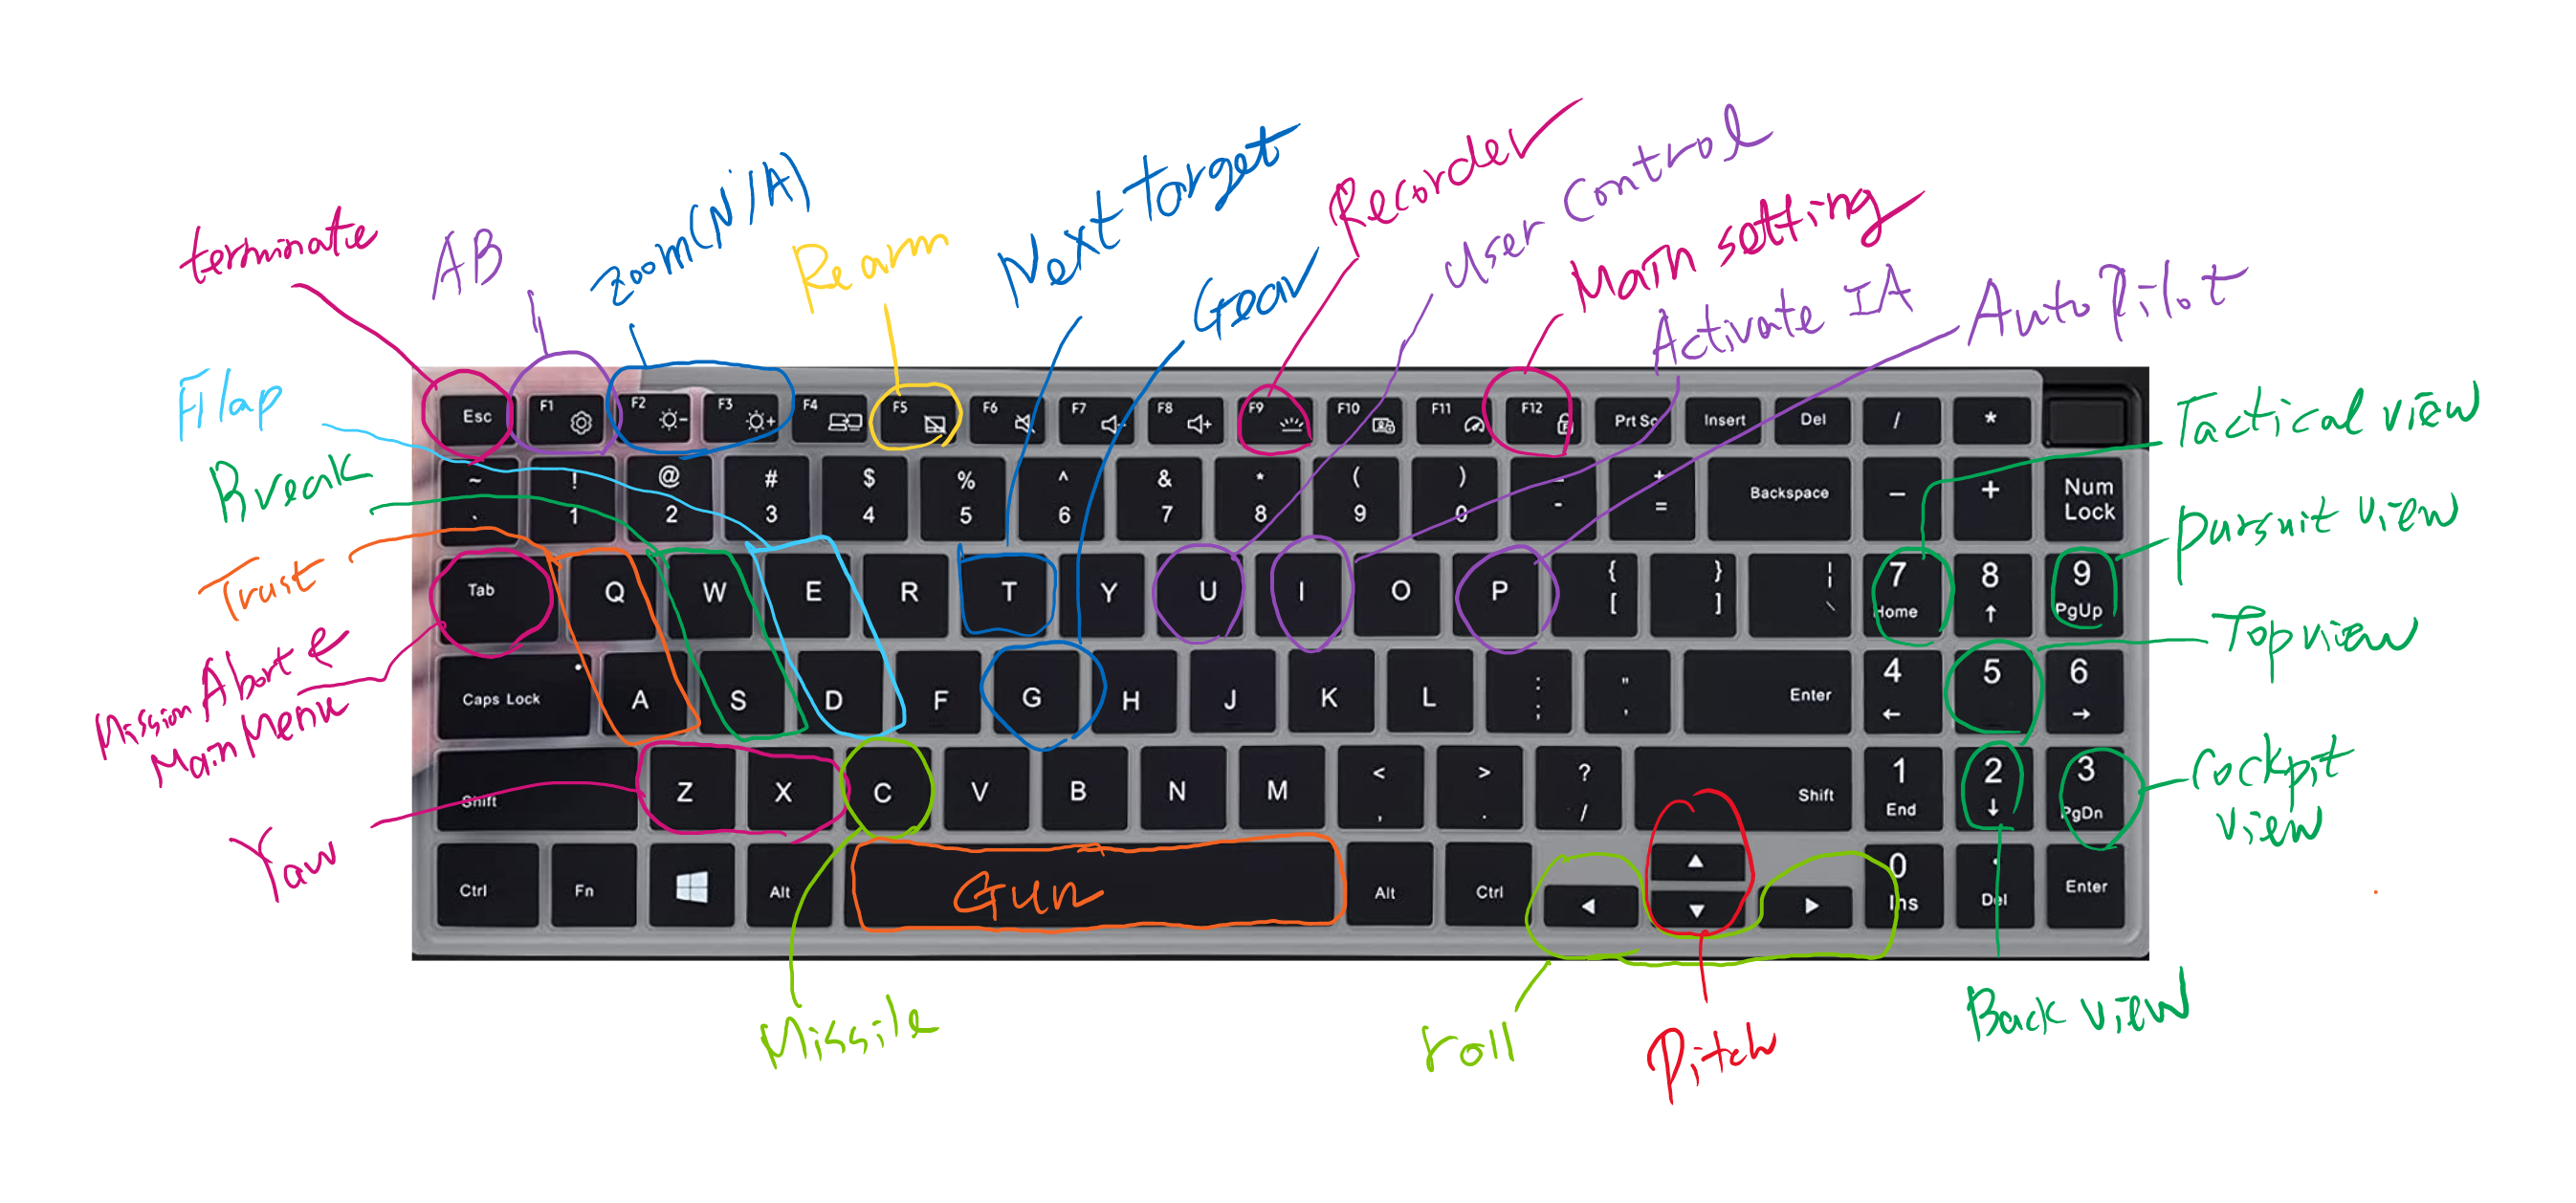 terminate
AB
Zoom(N/A)
Rearm
Next Target
Gear
Recorder
User Control
Main setting
Activate IA
Auto Pilot
Fllap
Break
Trust
Mission Abort &
Main Menu
Yaw
Tactical view
pursuit view
Top view
Cockpit
view
Back view
Esc F1 F2 F3 F4 F5 F6 F7 F8 F9 F10 F11 F12 Prt Sc Insert Del / *
~ ! @ # $ % ^ & * ( ) _ + Backspace - + Num
` 1 2 3 4 5 6 7 8 9 0 - = Lock
Tab Q W E R T Y U I O P { [ } ] | \ 7 Home 8 ↑ 9 PgUp
Caps Lock A S D F G H J K L : ; " ' Enter 4 ← 5 6 →
Shift Z X C V B N M < , > . ? / Shift 1 End 2 ↓ 3 PgDn
Ctrl Fn Alt Gun Alt Ctrl ◄ ▲ ▼ ► 0 Ins . Del Enter
Missile
roll
Pitch